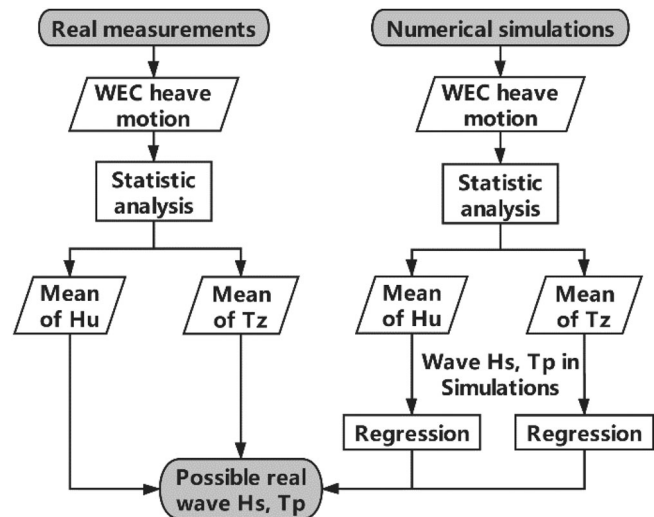 Real measurements
WEC heave
motion
Statistic
analysis
Mean
of Hu
Mean
of Tz
Numerical simulations
WEC heave
motion
Statistic
analysis
Mean
of Hu
Mean
of Tz
Wave Hs, Tp in
Simulations
Regression
Regression
Possible real
wave Hs, Tp